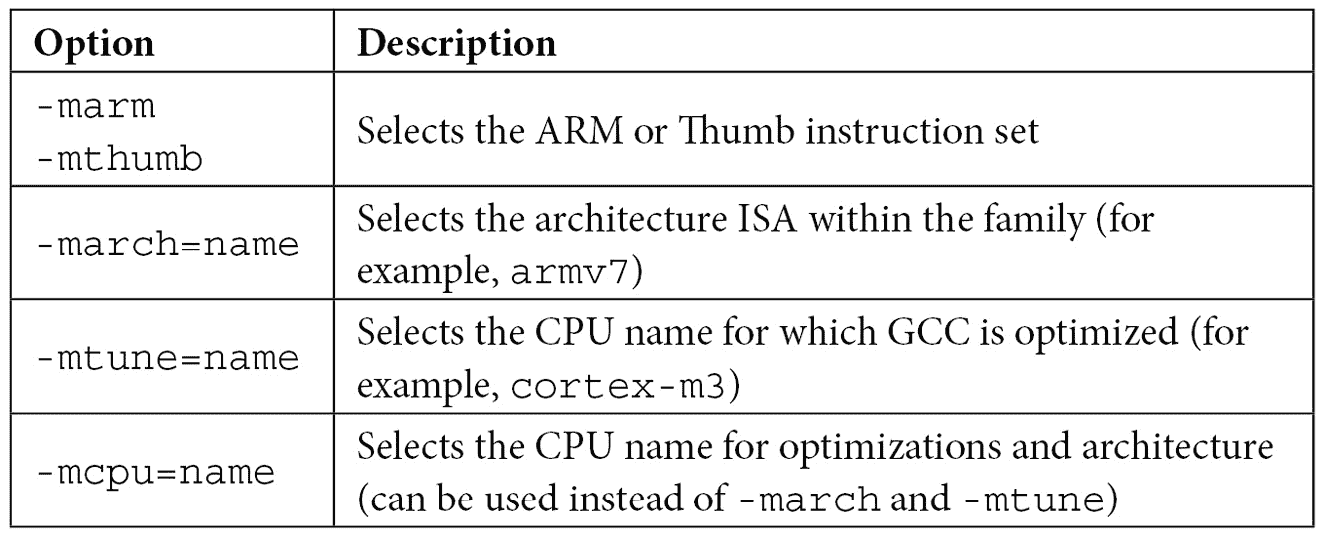 Option Description
-marm
-mthumb
Selects the ARM or Thumb instruction set
-march=name
Selects the architecture ISA within the family (for
example, armv7)
-mtune=name
Selects the CPU name for which GCC is optimized (for
example, cortex-m3)
-mcpu=name
Selects the CPU name for optimizations and architecture
(can be used instead of -march and -mtune)